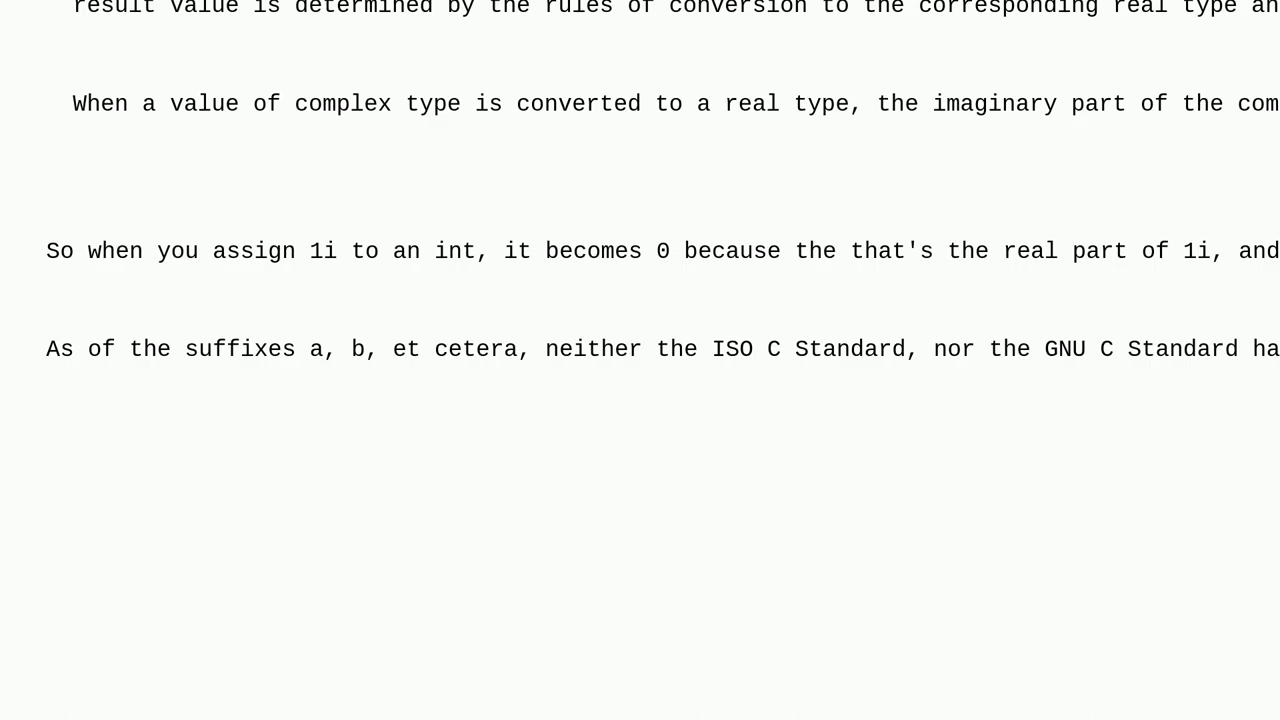 result value is determined by the rules of conversion to the corresponding real type an
When a value of complex type is converted to a real type, the imaginary part of the com
So when you assign 1i to an int, it becomes 0 because the that's the real part of 1i, and
As of the suffixes a, b, et cetera, neither the ISO C Standard, nor the GNU C Standard ha